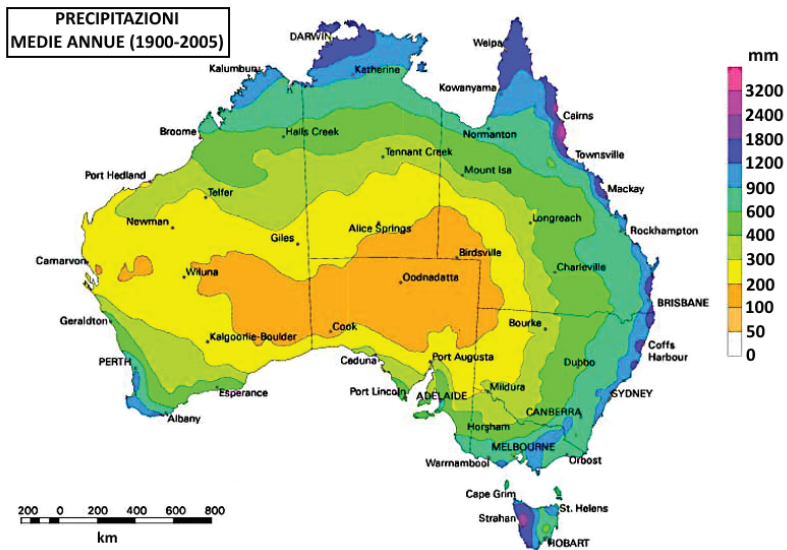 PRECIPITAZIONI
MEDIE ANNUE (1900-2005)
DARWIN
Weipa
mm
Kalumburu
Katherine
Kowanyama
3200
2400
1800
1200
900
600
400
300
200
100
50
0
Cairns
Broome
Halls Creek
Normanton
Tennant Creek
Townsville
Port Hedland
Mount Isa
Mackay
Telfer
Newman
Longreach
Alice Springs
Rockhampton
Giles
Birdsville
Carnarvon
Wiluna
Oodnadatta
Charleville
BRISBANE
Geraldton
Cook
Bourke
Kalgoorlie-Boulder
Coffs
Harbour
PERTH
Ceduna
Port Augusta
Dubbo
Esperance
Port Lincoln
ADELAIDE
Mildura
SYDNEY
Albany
CANBERRA
Horsham
MELBOURNE
Warrnambool
Orbost
Cape Grim
St. Helens
Strahan
HOBART
200 0 200 400 600 800
km